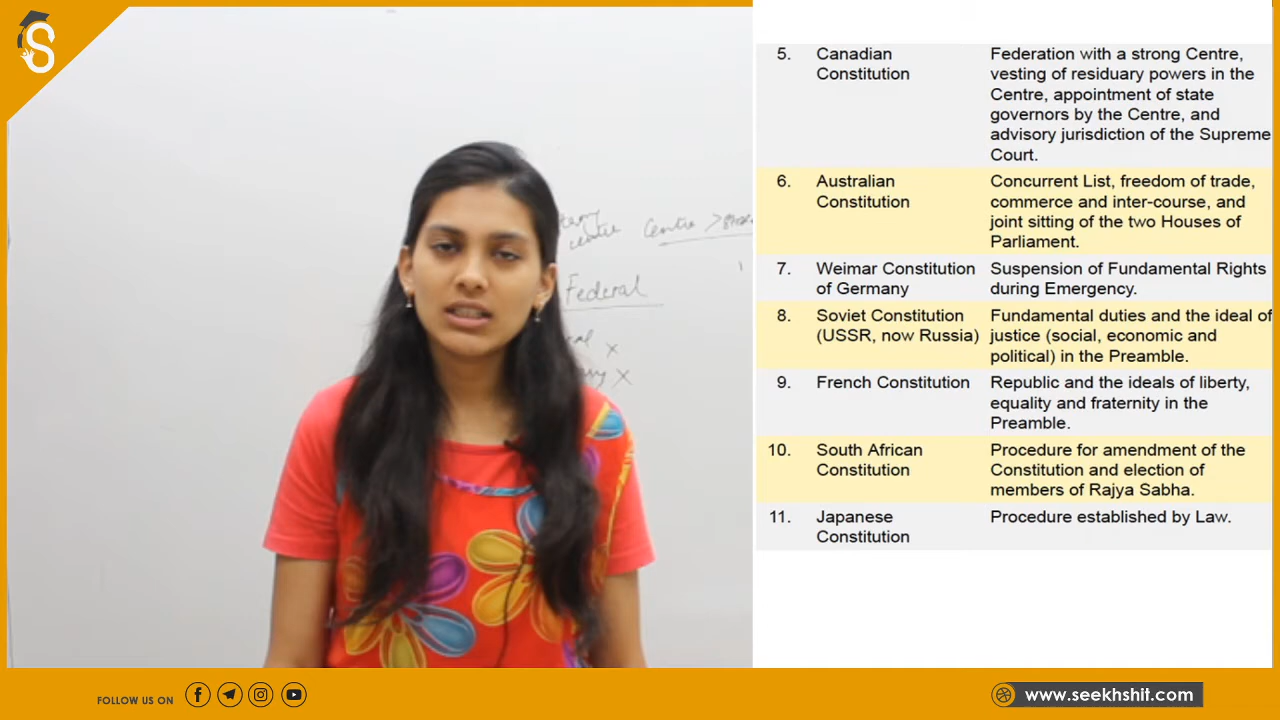 S
Centre >
Federal
5. Canadian Federation with a strong Centre,
Constitution vesting of residuary powers in the
Centre, appointment of state
governors by the Centre, and
advisory jurisdiction of the Supreme
Court.
6. Australian Concurrent List, freedom of trade,
Constitution commerce and inter-course, and
joint sitting of the two Houses of
Parliament.
7. Weimar Constitution Suspension of Fundamental Rights
of Germany during Emergency.
8. Soviet Constitution Fundamental duties and the ideal of
(USSR, now Russia) justice (social, economic and
political) in the Preamble.
9. French Constitution Republic and the ideals of liberty,
equality and fraternity in the
Preamble.
10. South African Procedure for amendment of the
Constitution Constitution and election of
members of Rajya Sabha.
11. Japanese Procedure established by Law.
Constitution
FOLLOW US ON
www.seekhshit.com